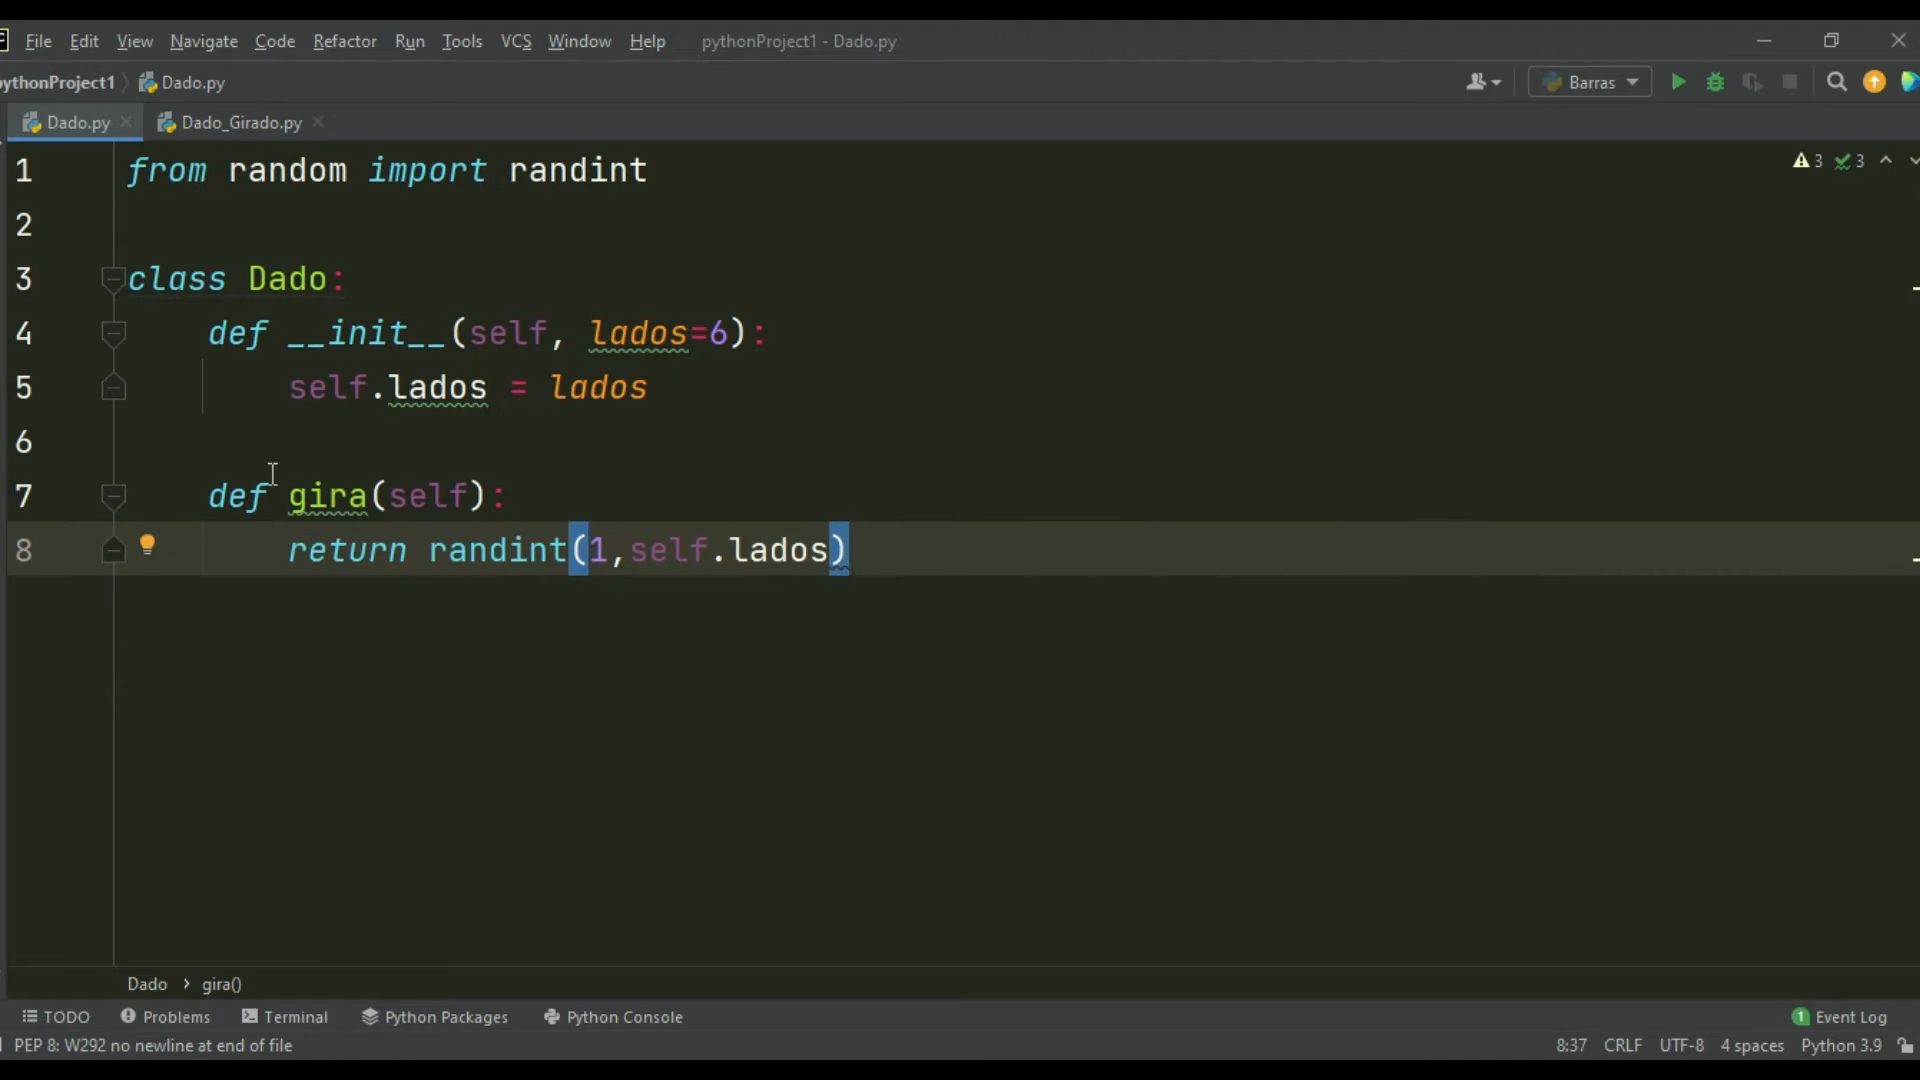 File Edit View Navigate Code Refactor Run Tools VCS Window Help pythonProject1 - Dado.py
pythonProject1 Dado.py Barras
Dado.py Dado_Girado.py
3 3
1 from random import randint
2
3 class Dado:
4 def __init__(self, lados=6):
5 self.lados = lados
6
7 def gira(self):
8 return randint(1,self.lados)
Dado › gira()
TODO Problems Terminal Python Packages Python Console 1 Event Log
PEP 8: W292 no newline at end of file 8:37 CRLF UTF-8 4 spaces Python 3.9